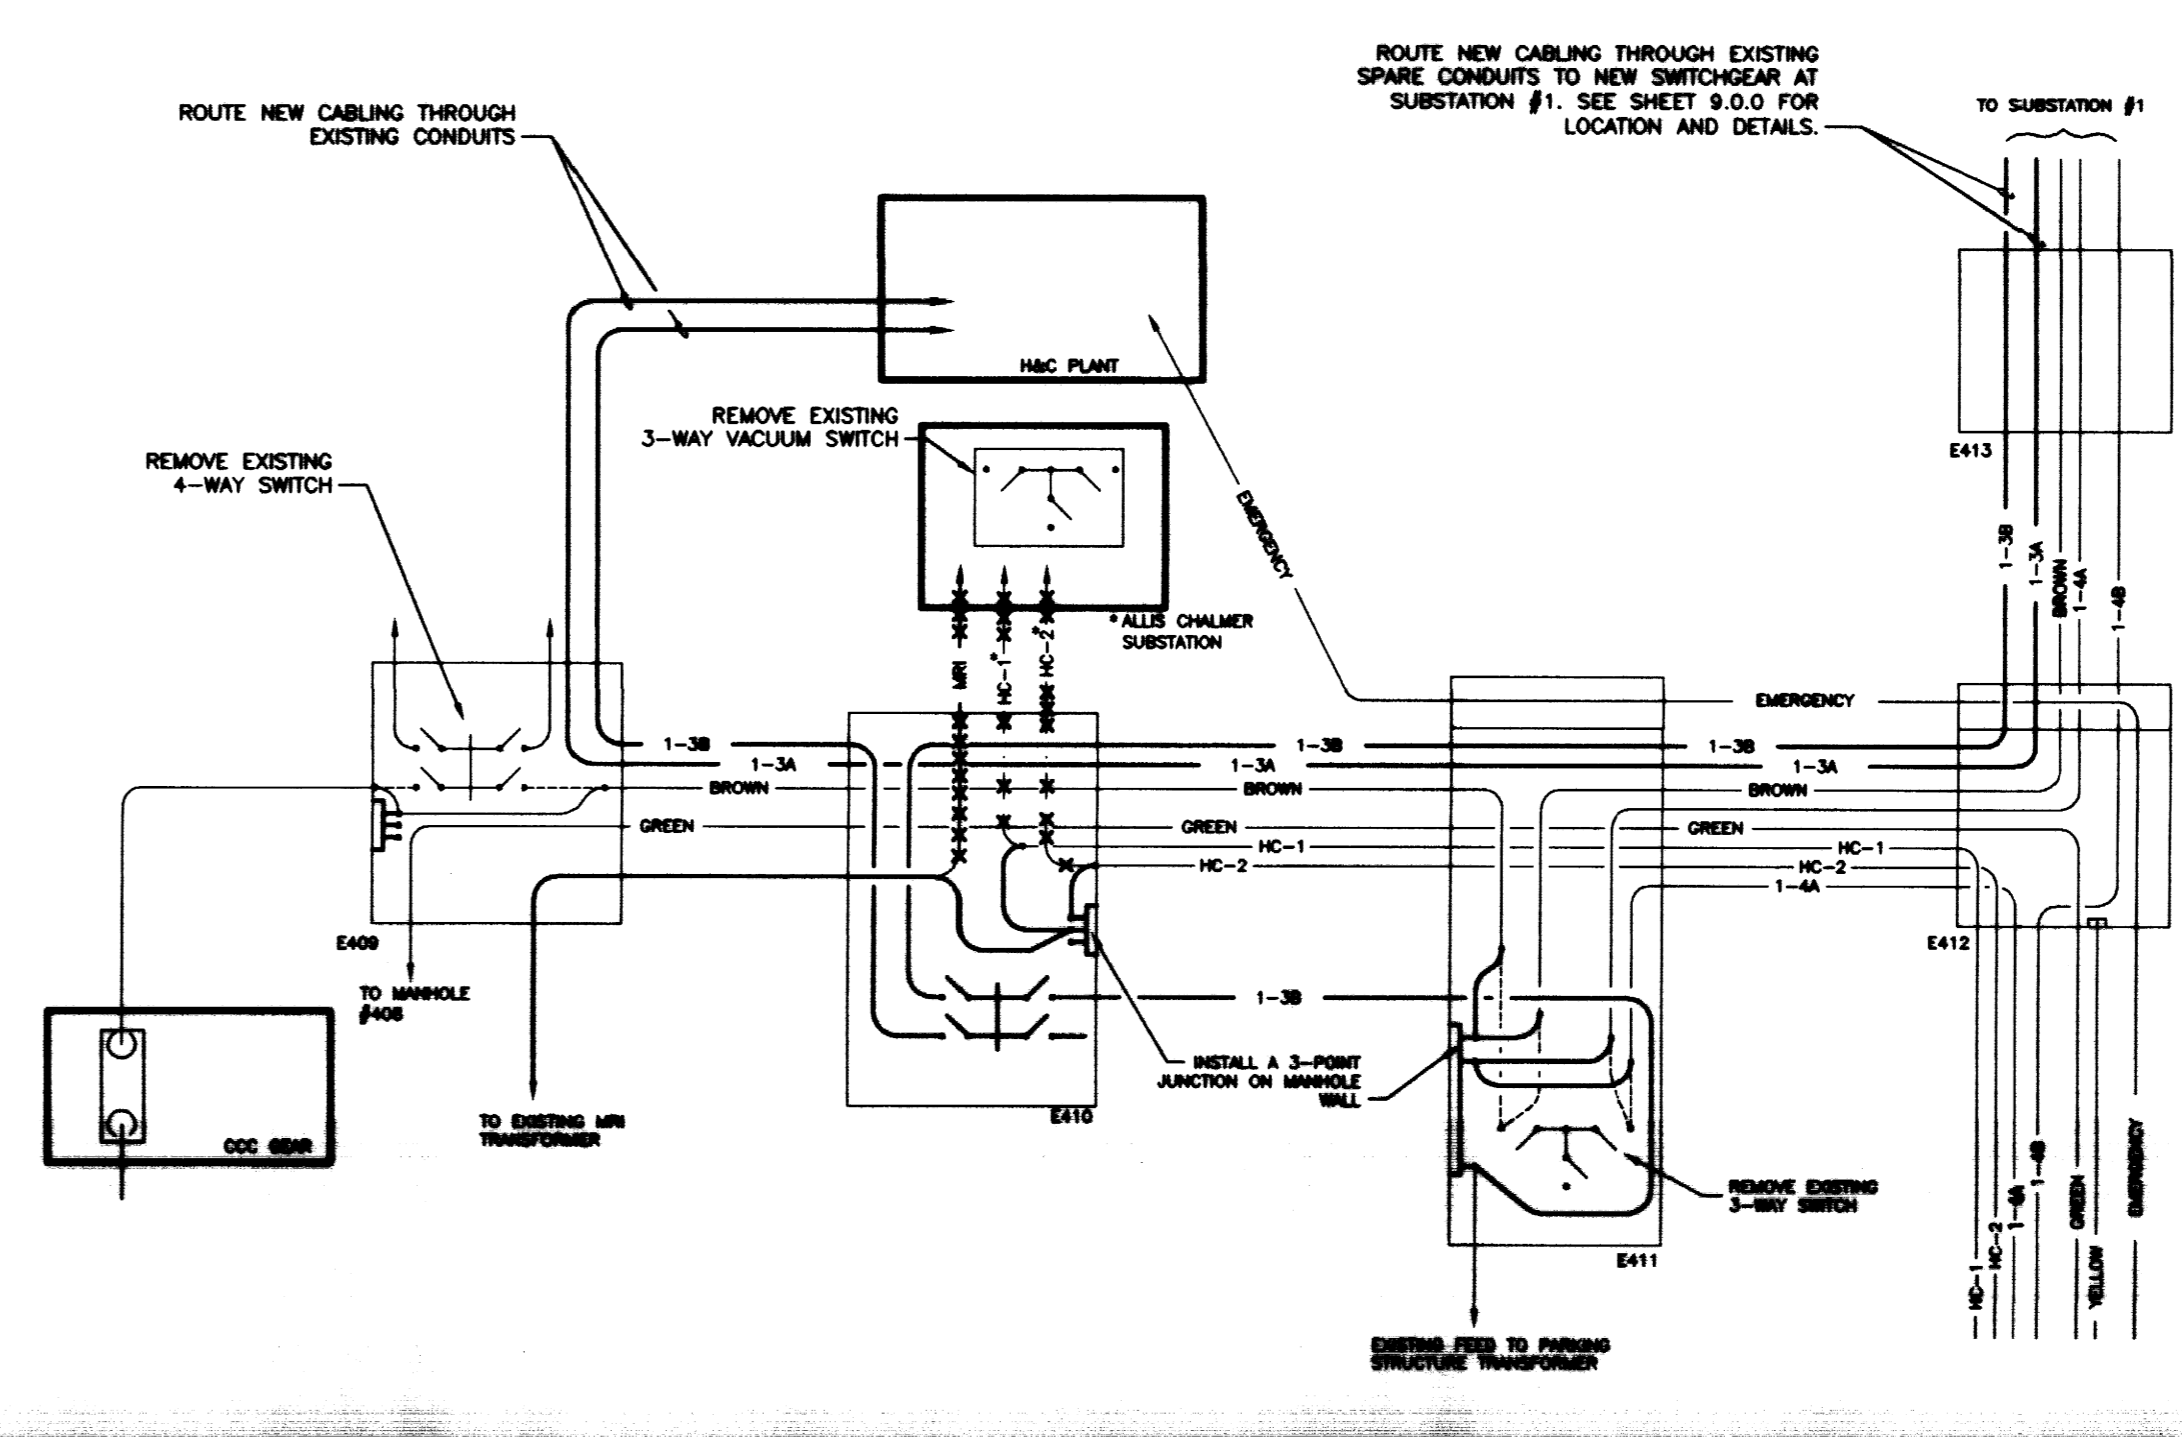 ROUTE NEW CABLING THROUGH EXISTING
SPARE CONDUITS TO NEW SWITCHGEAR AT
SUBSTATION #1. SEE SHEET 9.0.0 FOR
LOCATION AND DETAILS.
TO SUBSTATION #1
ROUTE NEW CABLING THROUGH
EXISTING CONDUITS
H&C PLANT
REMOVE EXISTING
3-WAY VACUUM SWITCH
REMOVE EXISTING
4-WAY SWITCH
E413
EMERGENCY
1-3B
1-3A
BROWN
1-4A
1-4B
* ALLIS CHALMER
SUBSTATION
MRI
HC-1*
HC-2*
EMERGENCY
1-3B
1-3B
1-3B
1-3A
1-3A
1-3A
BROWN
BROWN
BROWN
GREEN
GREEN
GREEN
HC-1
HC-1
HC-2
HC-2
1-4A
E409
E412
TO MANHOLE
#408
1-3B
INSTALL A 3-POINT
JUNCTION ON MANHOLE
WALL
E410
TO EXISTING MRI
TRANSFORMER
CCC GEAR
REMOVE EXISTING
3-WAY SWITCH
E411
HC-1
HC-2
1-4A
1-4B
GREEN
YELLOW
EMERGENCY
EXISTING FEED TO PARKING
STRUCTURE TRANSFORMER